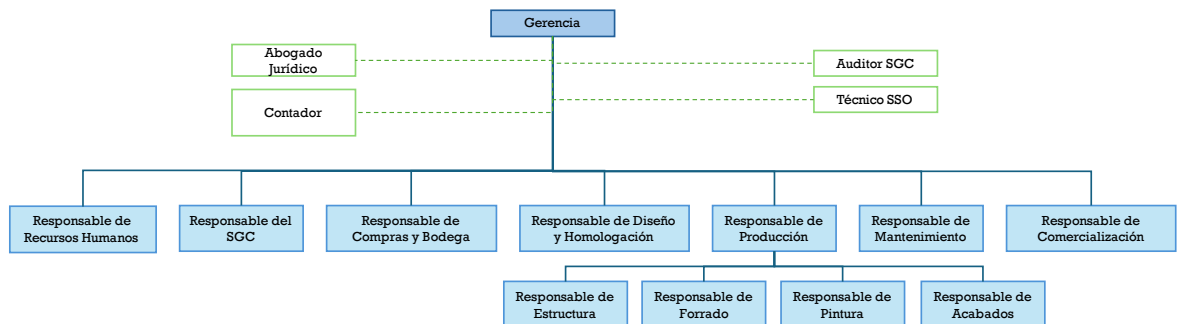 Gerencia
Abogado
Jurídico
Auditor SGC
Técnico SSO
Contador
Responsable de
Recursos Humanos
Responsable del
SGC
Responsable de
Compras y Bodega
Responsable de Diseño
y Homologación
Responsable de
Producción
Responsable de
Mantenimiento
Responsable de
Comercialización
Responsable de
Estructura
Responsable de
Forrado
Responsable de
Pintura
Responsable de
Acabados